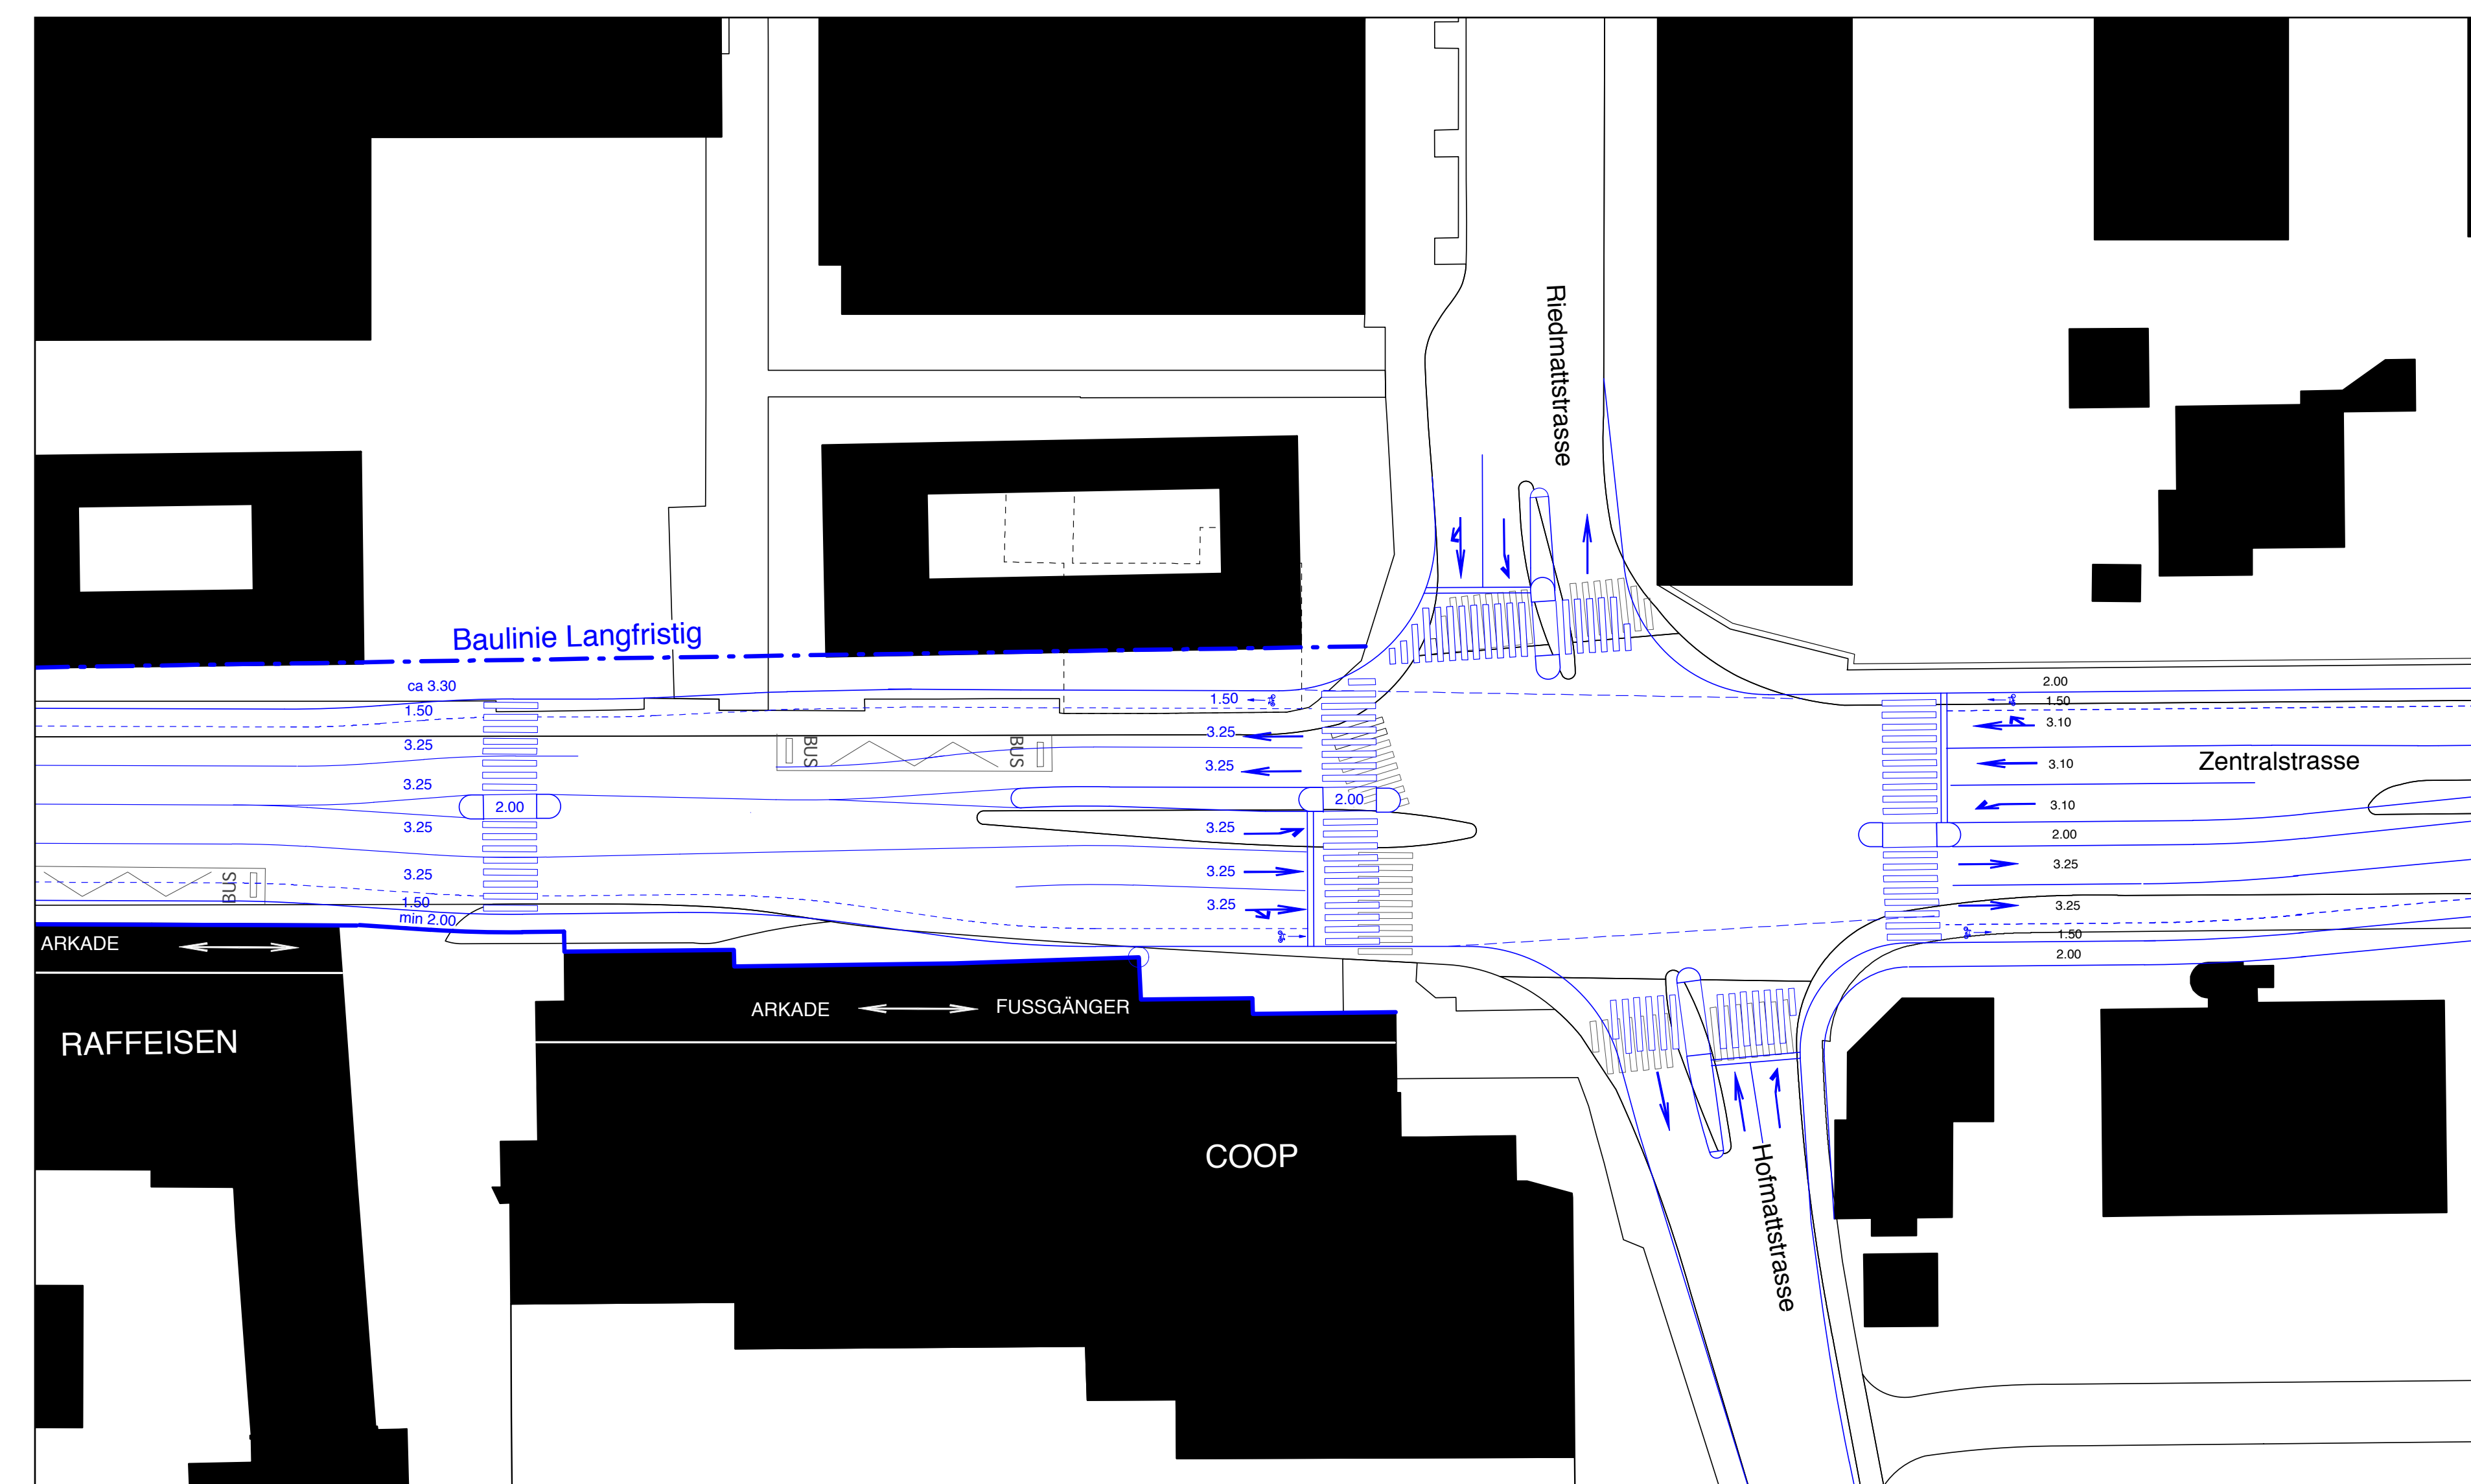 Riedmattstrasse
Baulinie Langfristig
ca 3.30
1.50
3.25
3.25
2.00
3.25
3.25
1.50
min 2.00
BUS
BUS
BUS
1.50
3.25
3.25
2.00
3.25
3.25
3.25
2.00
1.50
3.10
3.10
3.10
2.00
3.25
3.25
1.50
2.00
Zentralstrasse
ARKADE
RAFFEISEN
ARKADE
FUSSGÄNGER
COOP
Hofmattstrasse